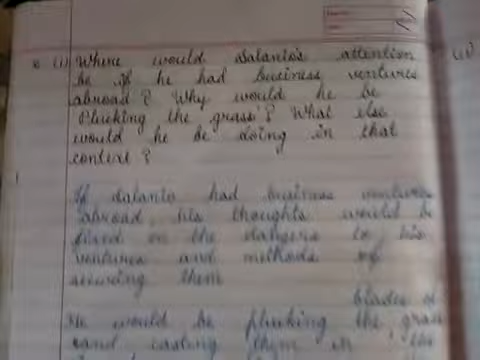 (i) Where would Salanio's attention
be if he had business ventures
abroad? Why would he be
'Plucking the grass'? What else
would he be doing in that
context?
If Salanio had business ventures
abroad, his thoughts would be
fixed on the dangers to his
ventures and methods of
them
blades of
He would be plucking the grass
and casting them in the
(ii)